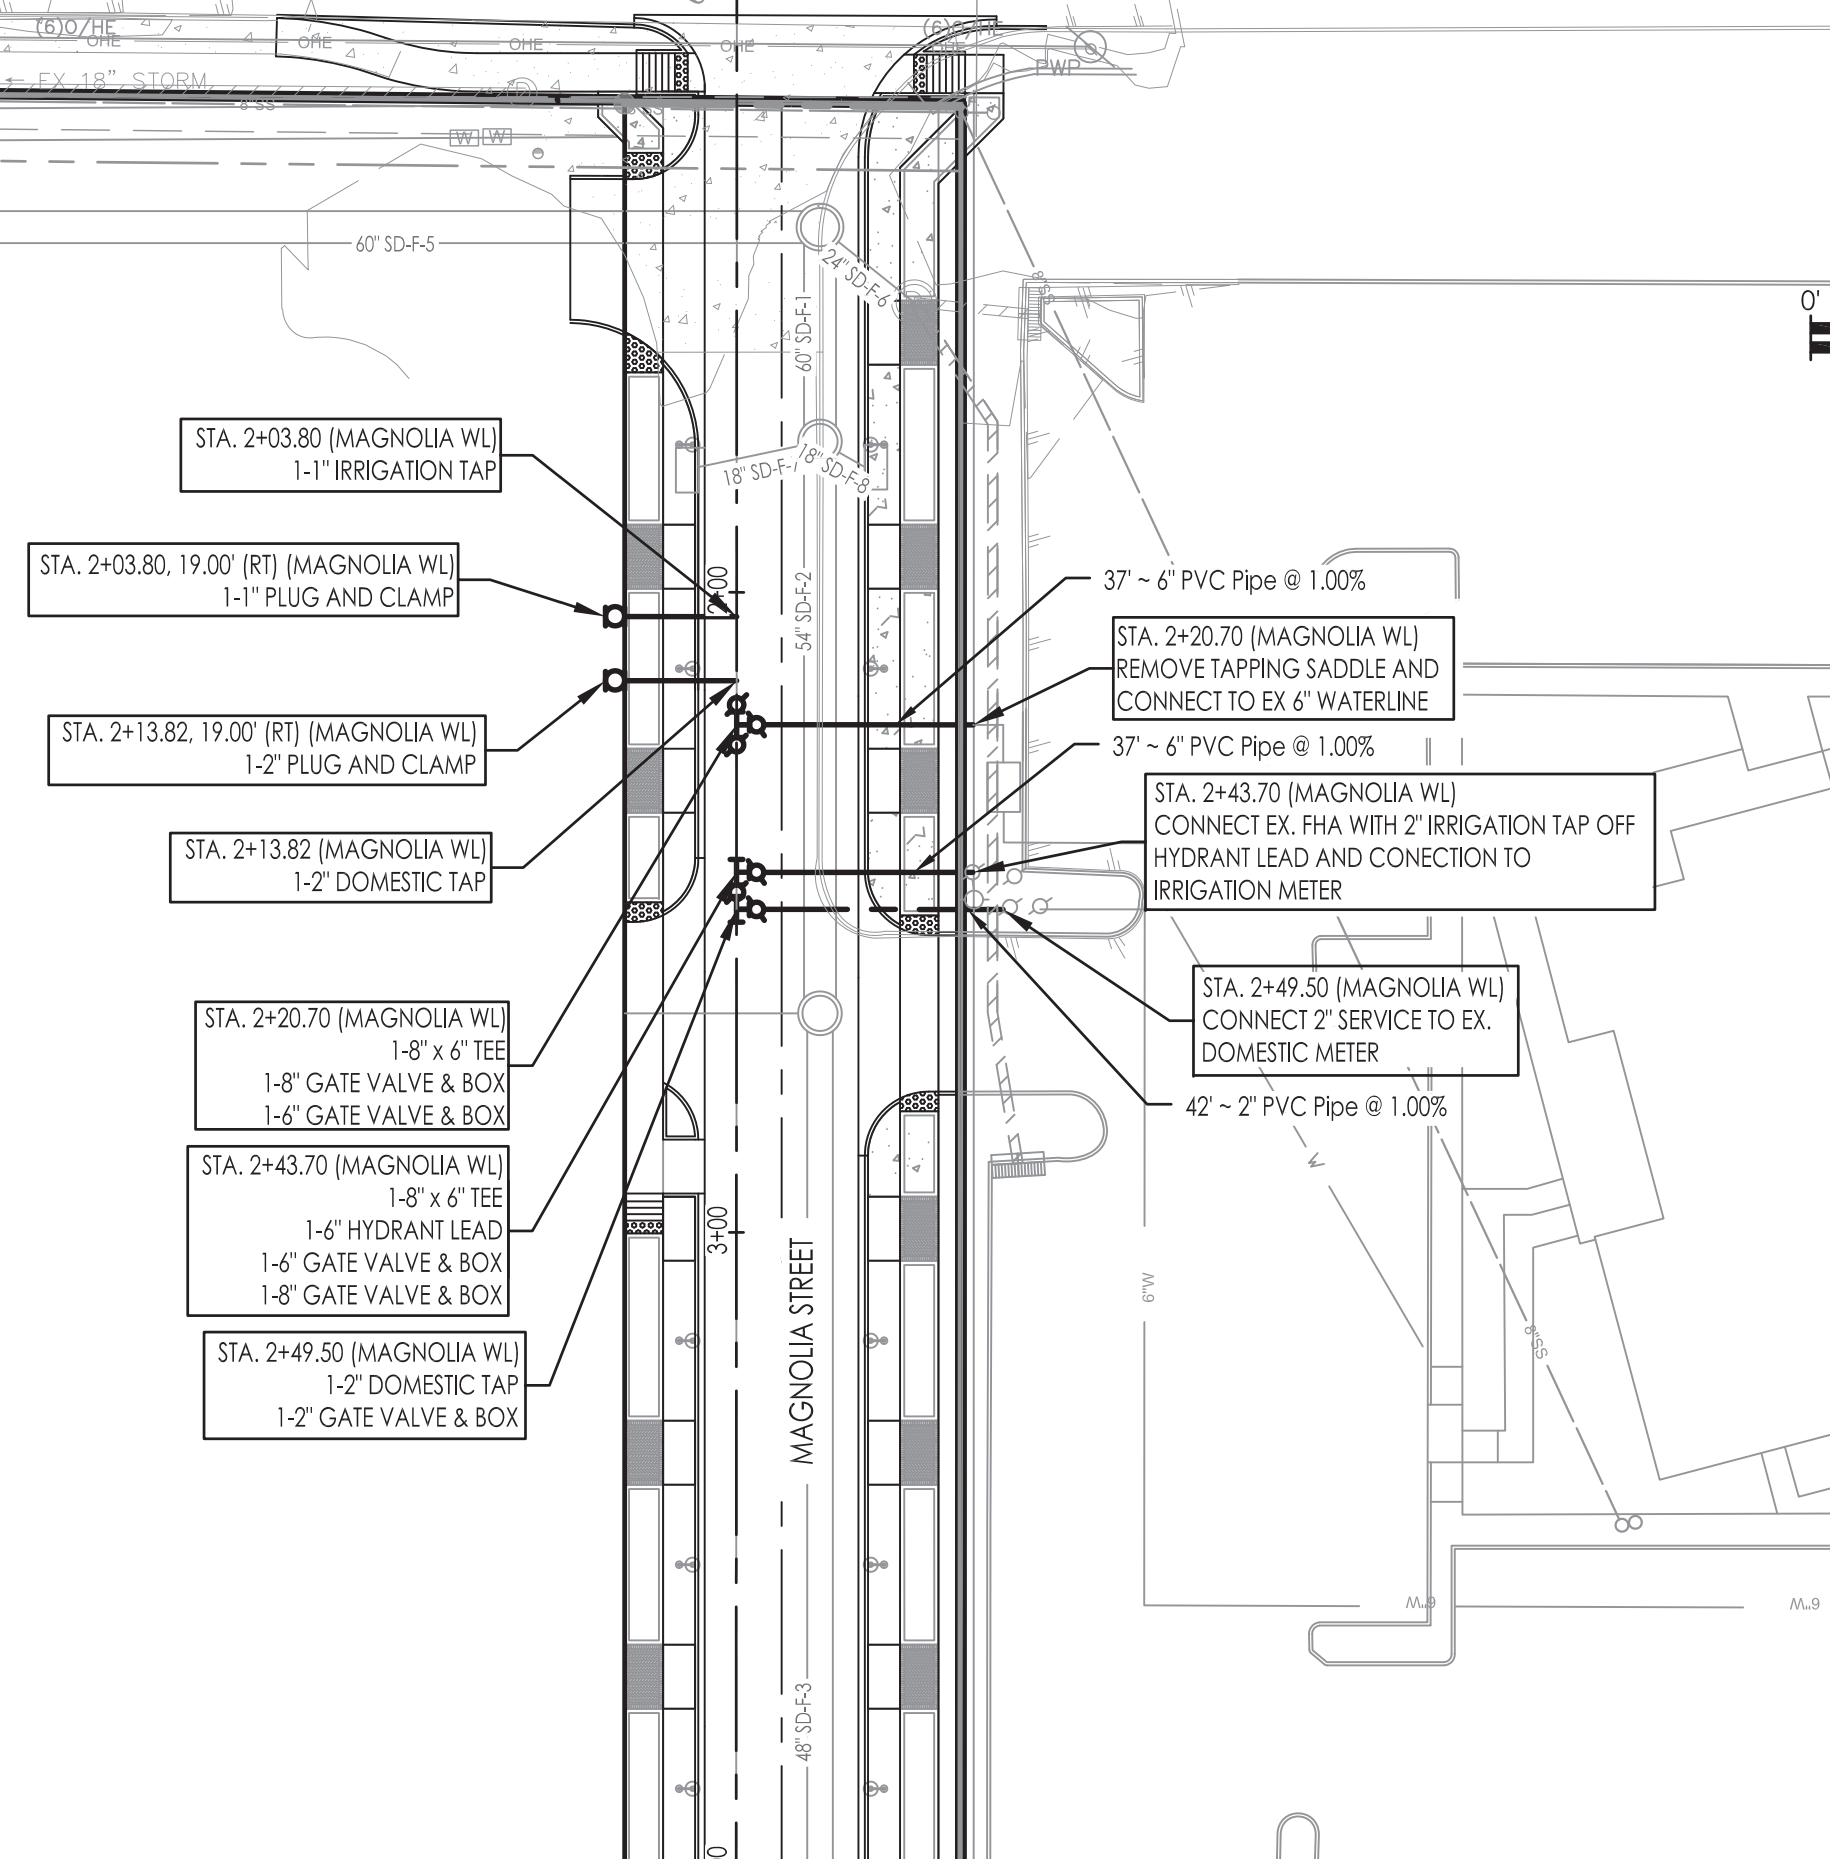 (6)O/HE
(6)O/HE
OHE
OHE
OHE
OHE
OHE
PWP
← EX 18" STORM
8"SS
W
W
60" SD-F-5
24" SD-F-6
8"SS
60" SD-F-1
0'
STA. 2+03.80 (MAGNOLIA WL)
1-1" IRRIGATION TAP
18" SD-F-7
18" SD-F-8
STA. 2+03.80, 19.00' (RT) (MAGNOLIA WL)
1-1" PLUG AND CLAMP
2+00
54" SD-F-2
37' ~ 6" PVC Pipe @ 1.00%
STA. 2+20.70 (MAGNOLIA WL)
REMOVE TAPPING SADDLE AND
CONNECT TO EX 6" WATERLINE
STA. 2+13.82, 19.00' (RT) (MAGNOLIA WL)
1-2" PLUG AND CLAMP
37' ~ 6" PVC Pipe @ 1.00%
STA. 2+43.70 (MAGNOLIA WL)
CONNECT EX. FHA WITH 2" IRRIGATION TAP OFF
HYDRANT LEAD AND CONECTION TO
IRRIGATION METER
STA. 2+13.82 (MAGNOLIA WL)
1-2" DOMESTIC TAP
STA. 2+49.50 (MAGNOLIA WL)
CONNECT 2" SERVICE TO EX.
DOMESTIC METER
STA. 2+20.70 (MAGNOLIA WL)
1-8" x 6" TEE
1-8" GATE VALVE & BOX
1-6" GATE VALVE & BOX
42' ~ 2" PVC Pipe @ 1.00%
STA. 2+43.70 (MAGNOLIA WL)
1-8" x 6" TEE
1-6" HYDRANT LEAD
1-6" GATE VALVE & BOX
1-8" GATE VALVE & BOX
W
3+00
MAGNOLIA STREET
6"W
8"SS
STA. 2+49.50 (MAGNOLIA WL)
1-2" DOMESTIC TAP
1-2" GATE VALVE & BOX
6"W
6"W
48" SD-F-3